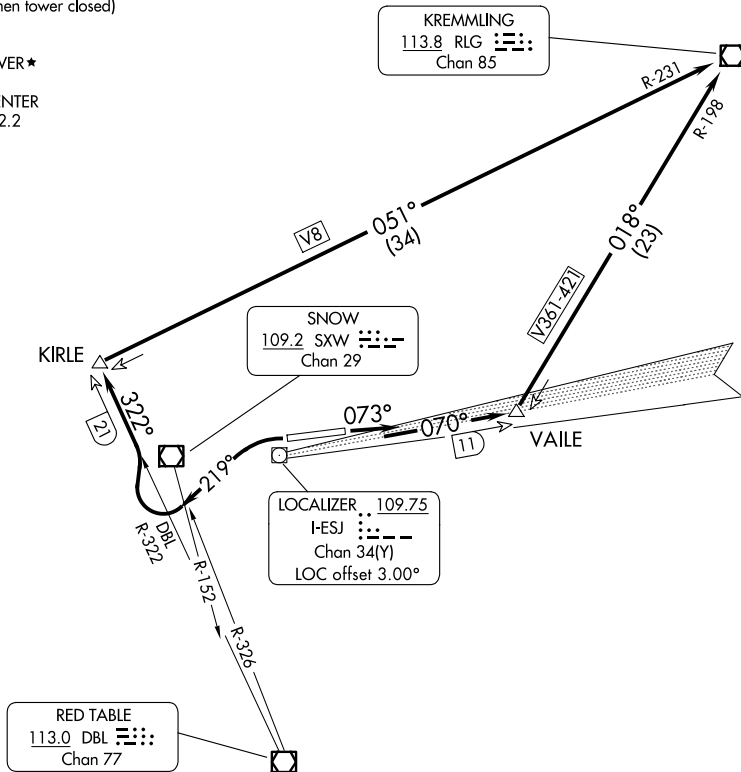 nen tower closed)
VER★
ENTER
2.2
KREMMLING
113.8 RLG
Chan 85
R-231
R-198
051°
(34)
V8
018°
(23)
V361-421
SNOW
109.2 SXW
Chan 29
KIRLE
322°
21
073°
070°
11
VAILE
219°
LOCALIZER 109.75
I-ESJ
Chan 34(Y)
LOC offset 3.00°
DBL
R-322
R-152
R-326
RED TABLE
113.0 DBL
Chan 77